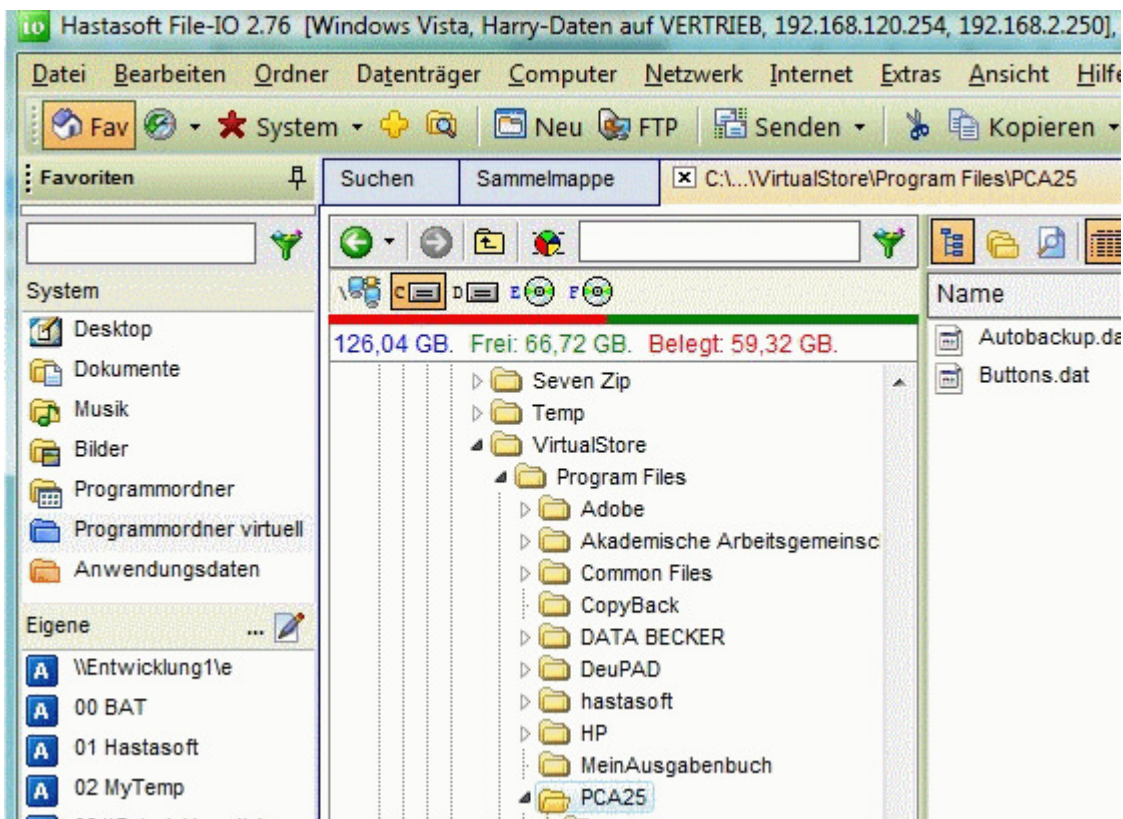 IO Hastasoft File-IO 2.76 [Windows Vista, Harry-Daten auf VERTRIEB, 192.168.120.254, 192.168.2.250],
Datei Bearbeiten Ordner Datenträger Computer Netzwerk Internet Extras Ansicht Hilfe
Fav System Neu FTP Senden Kopieren
Favoriten
Suchen Sammelmappe C:\...\VirtualStore\Program Files\PCA25
System
Desktop
Dokumente
Musik
Bilder
Programmordner
Programmordner virtuell
Anwendungsdaten
Eigene ...
A \\Entwicklung1\e
A 00 BAT
A 01 Hastasoft
A 02 MyTemp
\ C D E F
126,04 GB. Frei: 66,72 GB. Belegt: 59,32 GB.
Seven Zip
Temp
VirtualStore
Program Files
Adobe
Akademische Arbeitsgemeinsc
Common Files
CopyBack
DATA BECKER
DeuPAD
hastasoft
HP
MeinAusgabenbuch
PCA25
Name
Autobackup.da
Buttons.dat